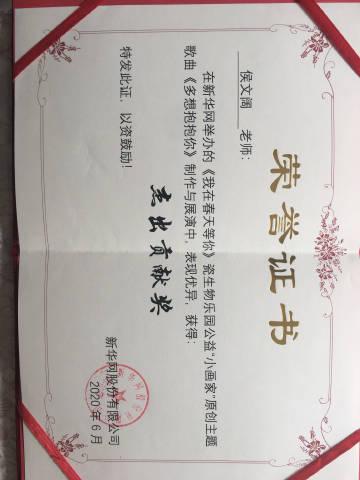 荣誉证书
侯文阔 老师：
在新华网举办的《我在春天等你》瓷生物乐园公益“小画家”原创主题
歌曲《多想抱抱你》制作与展演中，表现优异，获得：
杰出贡献奖
特发此证，以资鼓励！
新华网股份有限公司
2020年6月